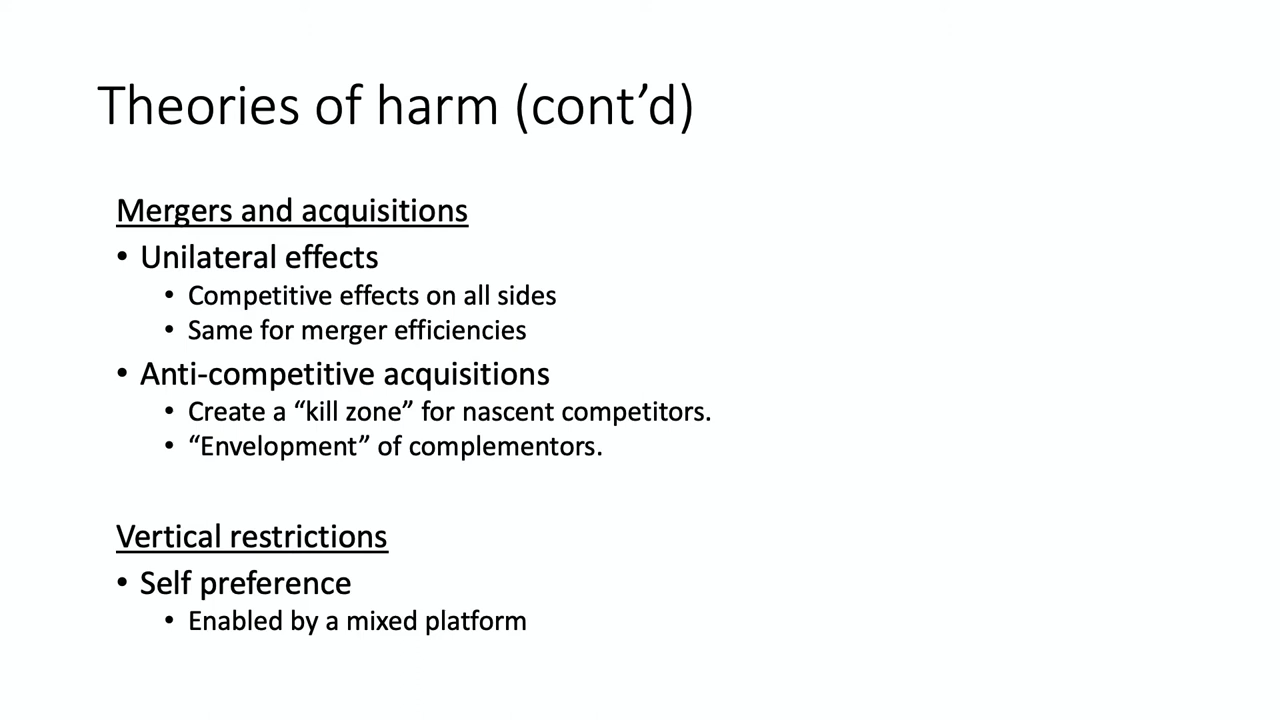 Theories of harm (cont’d)
Mergers and acquisitions
• Unilateral effects
• Competitive effects on all sides
• Same for merger efficiencies
• Anti-competitive acquisitions
• Create a “kill zone” for nascent competitors.
• “Envelopment” of complementors.
Vertical restrictions
• Self preference
• Enabled by a mixed platform